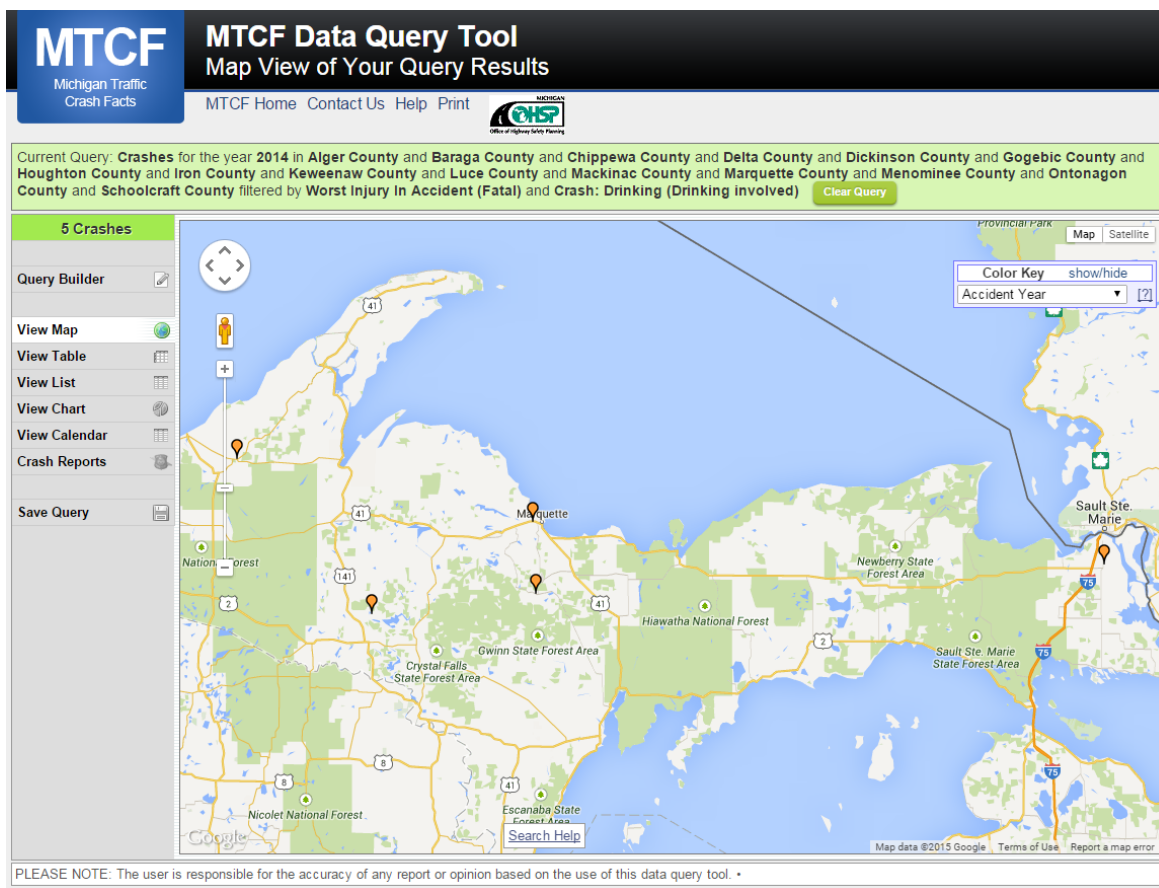 MTCF
Michigan Traffic
Crash Facts
MTCF Data Query Tool
Map View of Your Query Results
MTCF Home Contact Us Help Print
MICHIGAN
OHSP
Office of Highway Safety Planning
Current Query: Crashes for the year 2014 in Alger County and Baraga County and Chippewa County and Delta County and Dickinson County and Gogebic County and
Houghton County and Iron County and Keweenaw County and Luce County and Mackinac County and Marquette County and Menominee County and Ontonagon
County and Schoolcraft County filtered by Worst Injury In Accident (Fatal) and Crash: Drinking (Drinking involved) Clear Query
5 Crashes
Query Builder
View Map
View Table
View List
View Chart
View Calendar
Crash Reports
Save Query
Provincial Park
Map Satellite
Color Key show/hide
Accident Year [?]
41
Sault Ste.
Marie
41
Marquette
Newberry State
Forest Area
141
75
2
41
Hiawatha National Forest
2
Gwinn State Forest Area
Crystal Falls
State Forest Area
Sault Ste. Marie
State Forest Area
75
8
8
75
41
Nicolet National Forest
Escanaba State
Forest Area
Search Help
Google
Map data ©2015 Google Terms of Use Report a map error
PLEASE NOTE: The user is responsible for the accuracy of any report or opinion based on the use of this data query tool. •